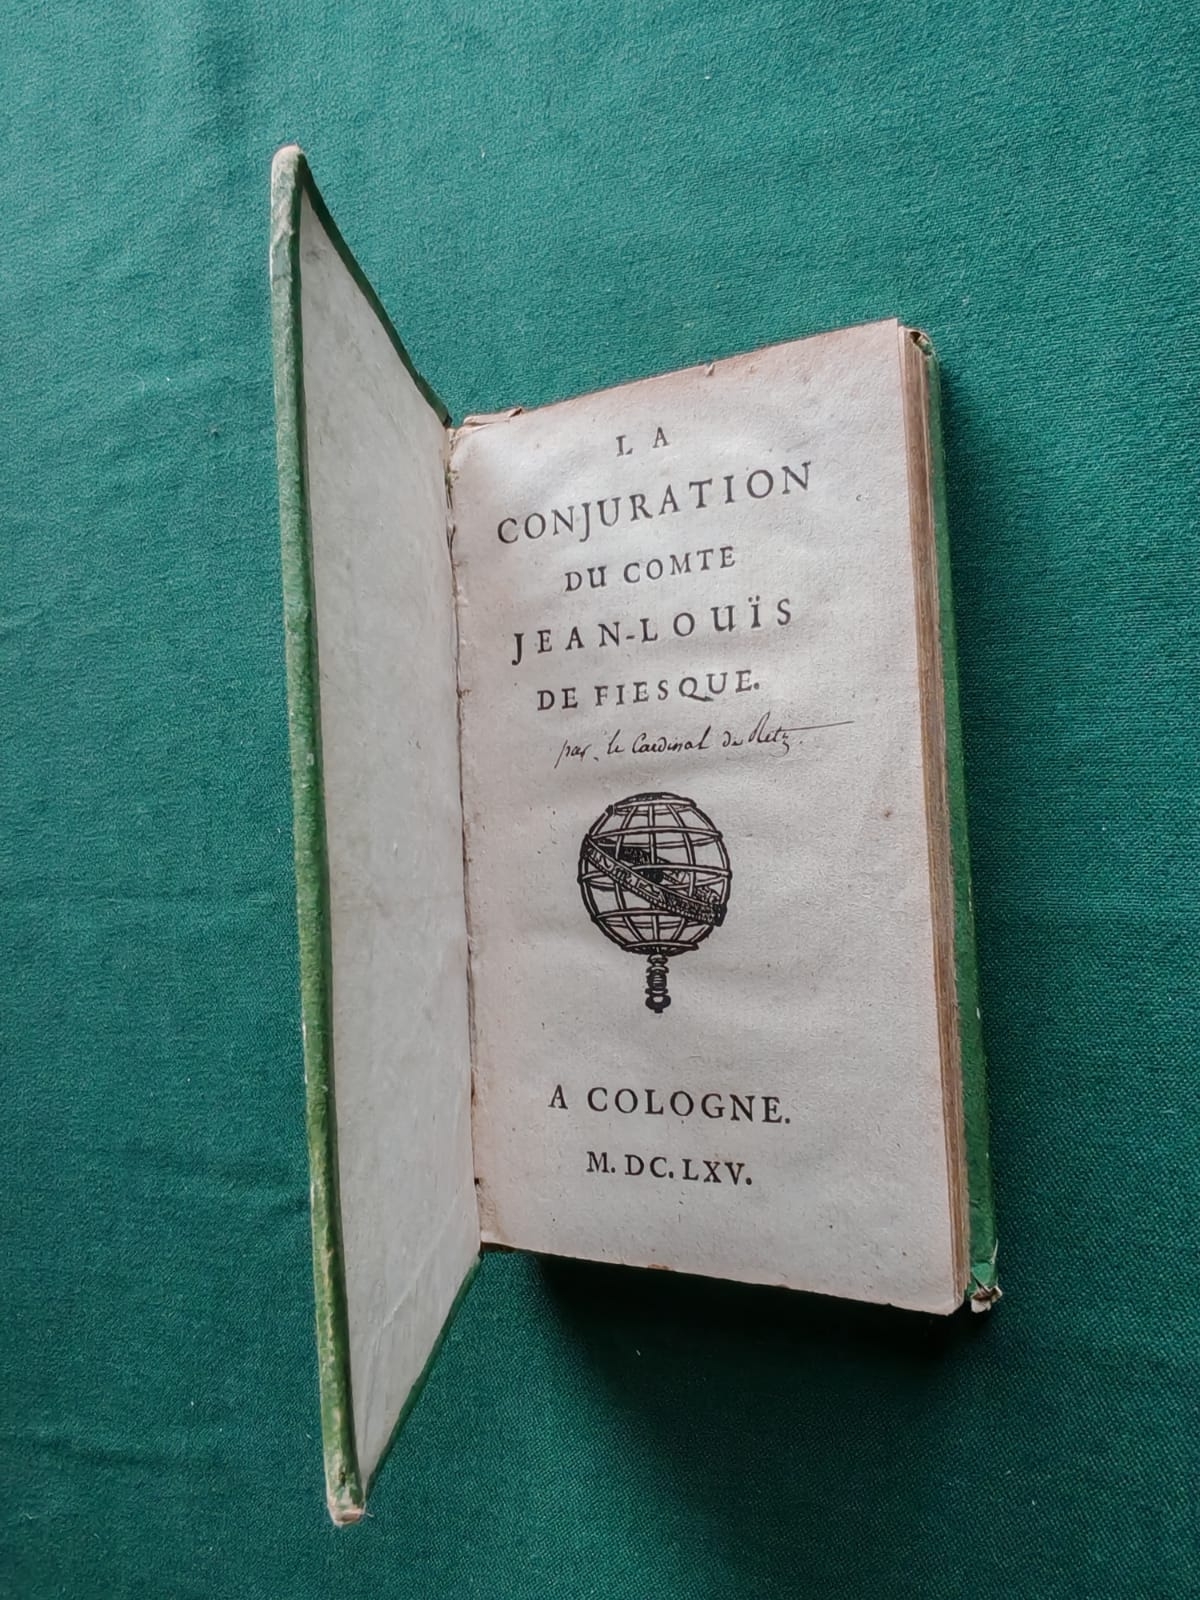 LA
CONJURATION
DU COMTE
JEAN-LOUÏS
DE FIESQUE.
par le Cardinal de Retz.
A COLOGNE.
M. DC. LXV.